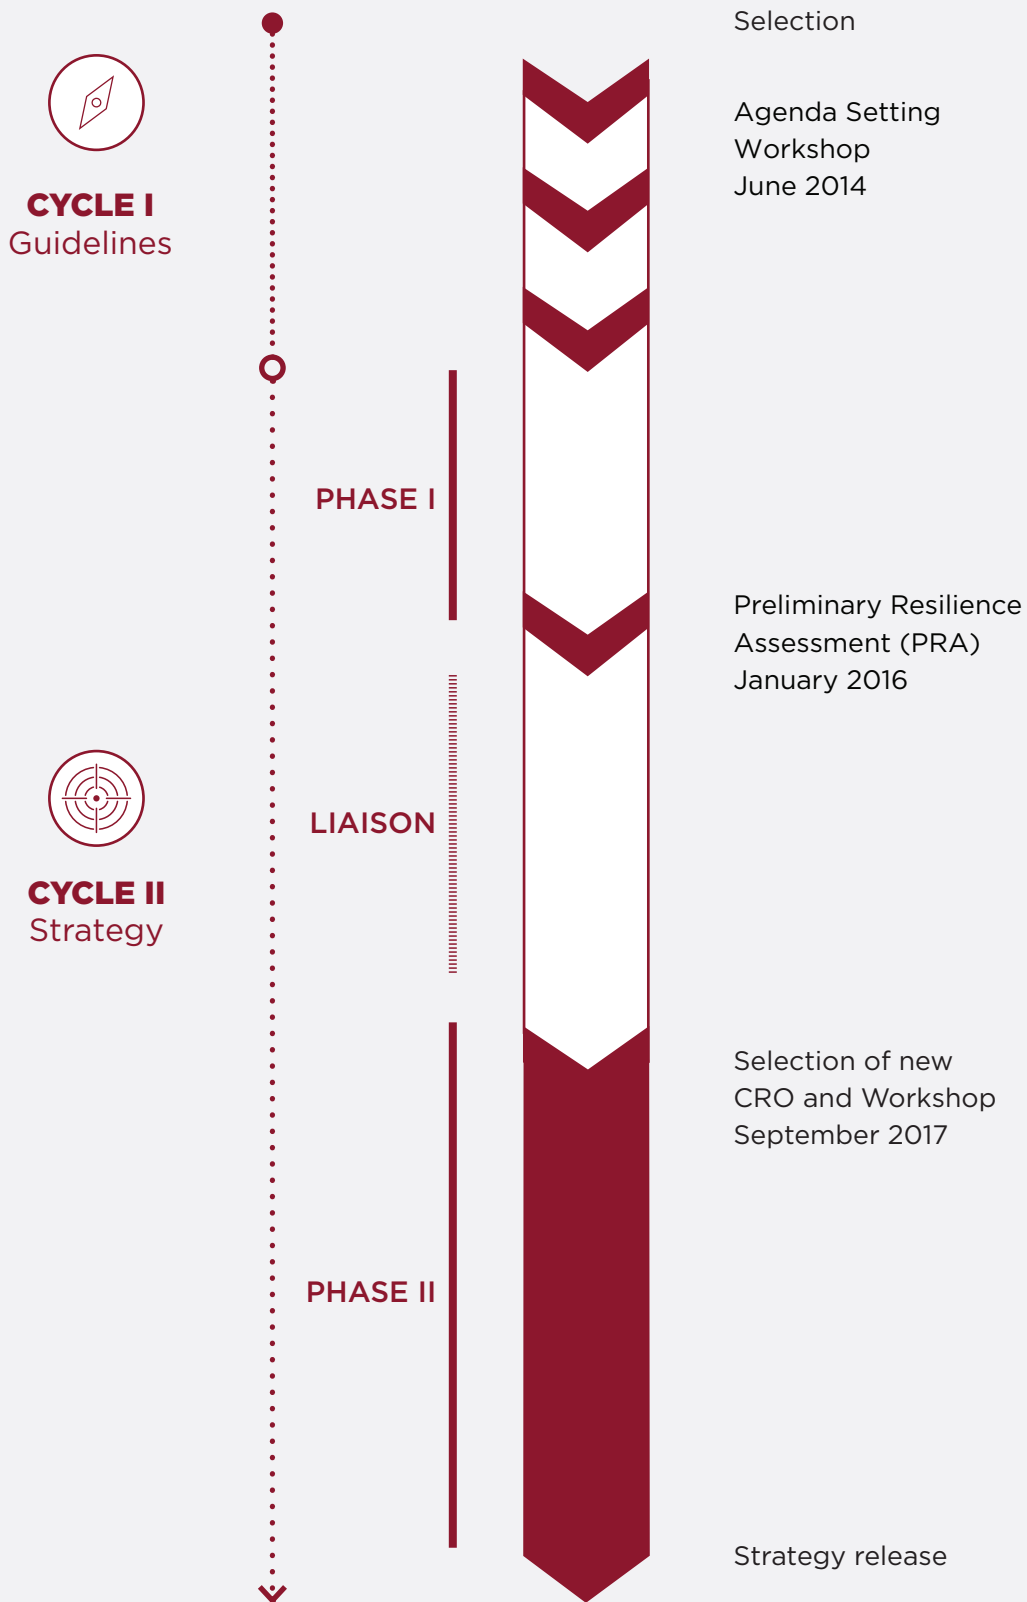 Selection
CYCLE I
Guidelines
Agenda Setting
Workshop
June 2014
PHASE I
Preliminary Resilience
Assessment (PRA)
January 2016
LIAISON
CYCLE II
Strategy
Selection of new
CRO and Workshop
September 2017
PHASE II
Strategy release